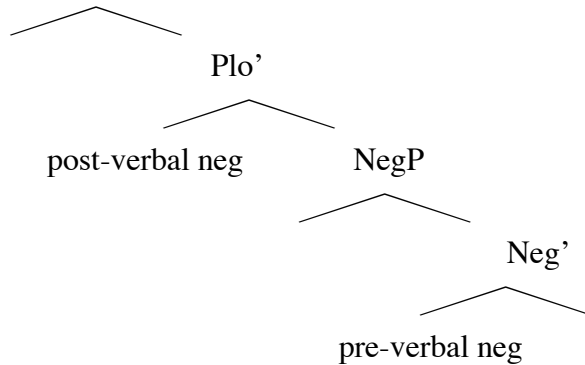 Plo’
post-verbal neg
NegP
Neg’
pre-verbal neg